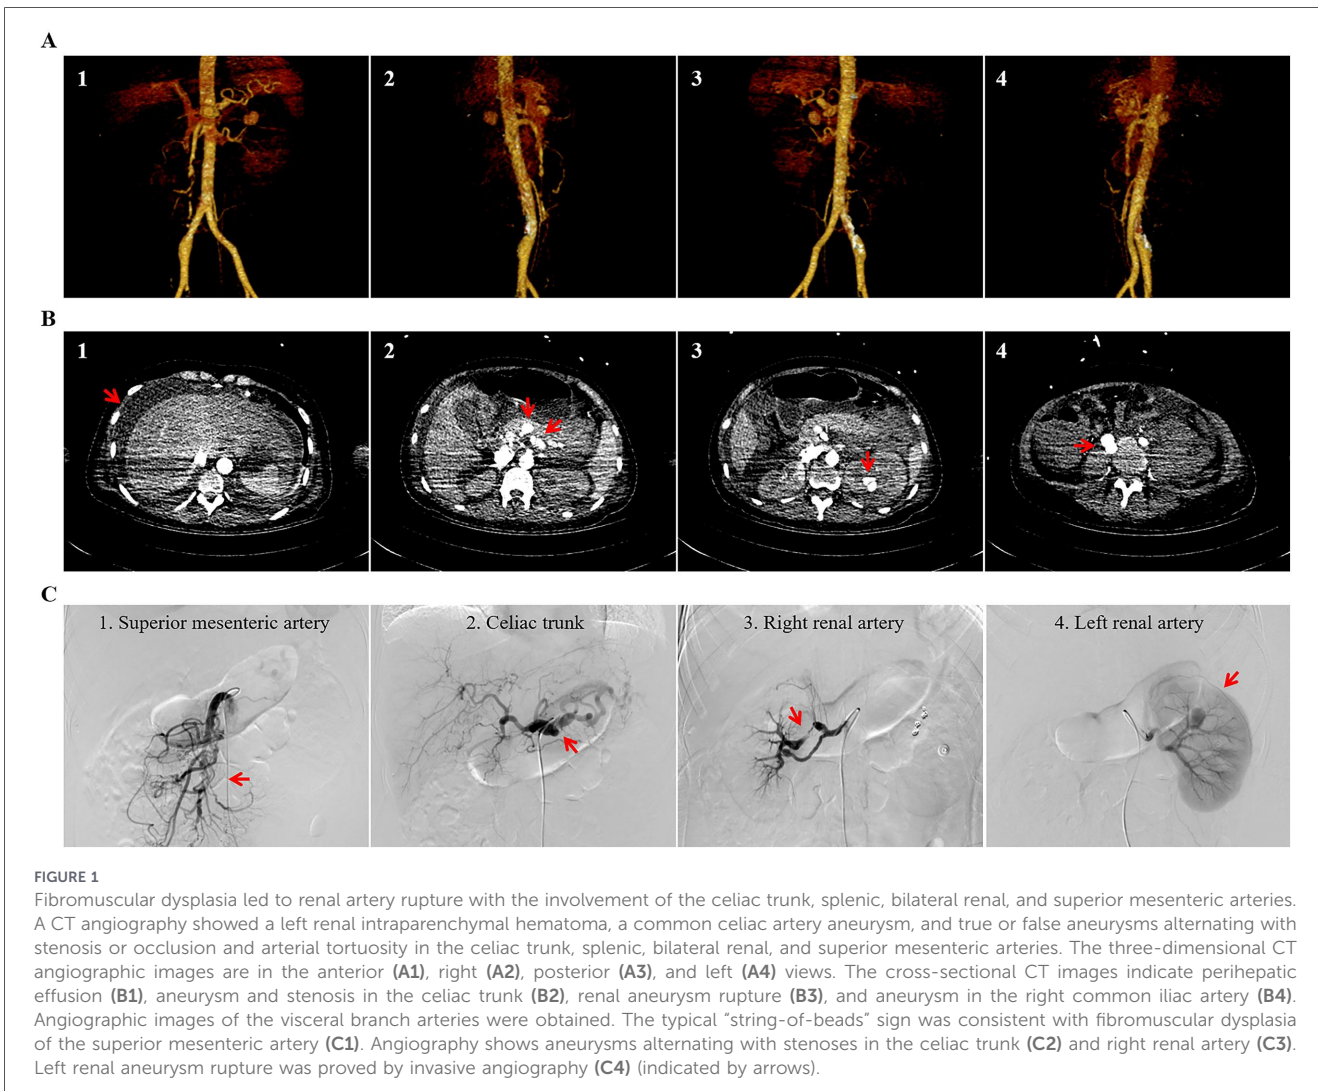 A
1
2
3
4
B
1
2
3
4
C
1. Superior mesenteric artery
2. Celiac trunk
3. Right renal artery
4. Left renal artery
FIGURE 1
Fibromuscular dysplasia led to renal artery rupture with the involvement of the celiac trunk, splenic, bilateral renal, and superior mesenteric arteries.
A CT angiography showed a left renal intraparenchymal hematoma, a common celiac artery aneurysm, and true or false aneurysms alternating with
stenosis or occlusion and arterial tortuosity in the celiac trunk, splenic, bilateral renal, and superior mesenteric arteries. The three-dimensional CT
angiographic images are in the anterior (A1), right (A2), posterior (A3), and left (A4) views. The cross-sectional CT images indicate perihepatic
effusion (B1), aneurysm and stenosis in the celiac trunk (B2), renal aneurysm rupture (B3), and aneurysm in the right common iliac artery (B4).
Angiographic images of the visceral branch arteries were obtained. The typical “string-of-beads” sign was consistent with fibromuscular dysplasia
of the superior mesenteric artery (C1). Angiography shows aneurysms alternating with stenoses in the celiac trunk (C2) and right renal artery (C3).
Left renal aneurysm rupture was proved by invasive angiography (C4) (indicated by arrows).